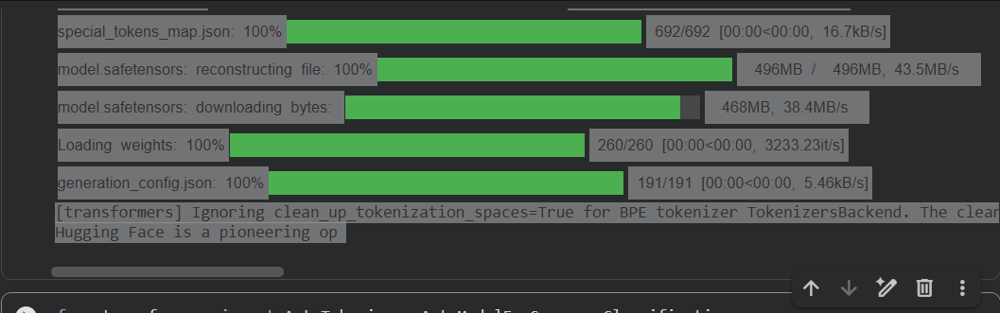 special_tokens_map.json: 100% 692/692 [00:00<00:00, 16.7kB/s]
model.safetensors: reconstructing file: 100% 496MB / 496MB, 43.5MB/s
model.safetensors: downloading bytes: 468MB, 38.4MB/s
Loading weights: 100% 260/260 [00:00<00:00, 3233.23it/s]
generation_config.json: 100% 191/191 [00:00<00:00, 5.46kB/s]
[transformers] Ignoring clean_up_tokenization_spaces=True for BPE tokenizer TokenizersBackend. The clean
Hugging Face is a pioneering op